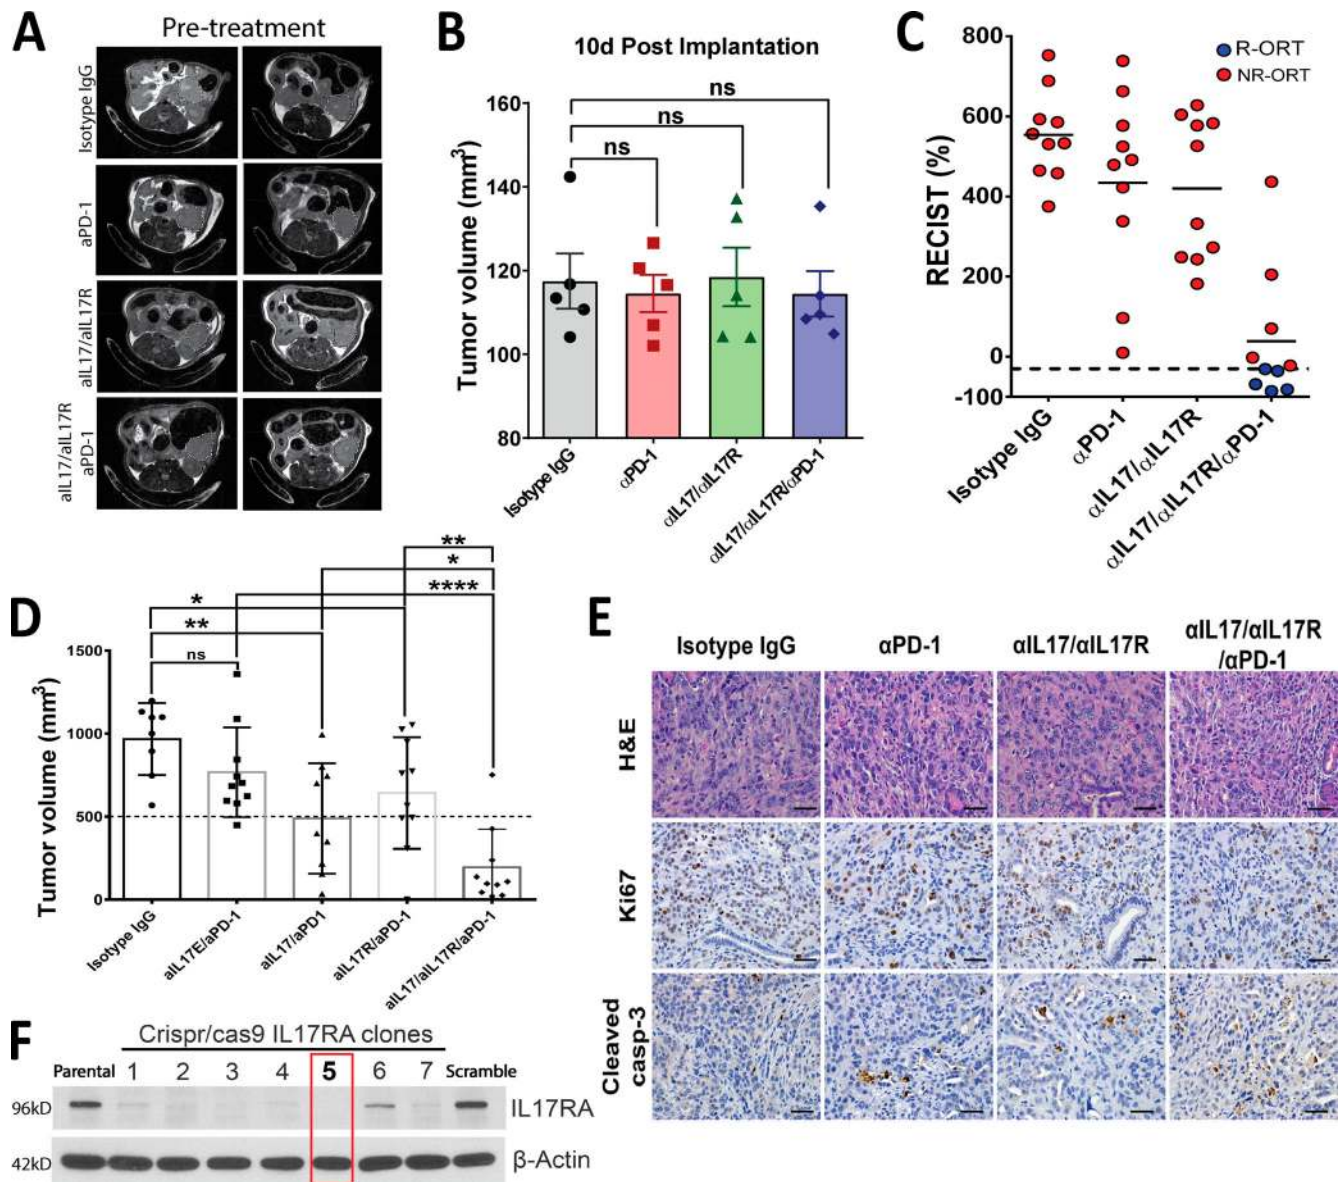 A
Pre-treatment
Isotype IgG
aPD-1
aIL17/aIL17R
aIL17/aIL17R
aPD-1
B
10d Post Implantation
ns
ns
ns
Tumor volume (mm³)
160
140
120
100
80
Isotype IgG
αPD-1
αIL17/αIL17R
αIL17/αIL17R/αPD-1
C
R-ORT
NR-ORT
RECIST (%)
800
600
400
200
0
-100
Isotype IgG
αPD-1
αIL17/αIL17R
αIL17/αIL17R/αPD-1
D
**
*
****
*
**
ns
Tumor volume (mm³)
1500
1000
500
0
Isotype IgG
aIL17E/aPD-1
aIL17/aPD1
aIL17R/aPD-1
aIL17/aIL17R/aPD-1
E
Isotype IgG αPD-1 αIL17/αIL17R αIL17/αIL17R
/αPD-1
H&E
Ki67
Cleaved
casp-3
F
Crispr/cas9 IL17RA clones
Parental 1 2 3 4 5 6 7 Scramble
96kD IL17RA
42kD β-Actin